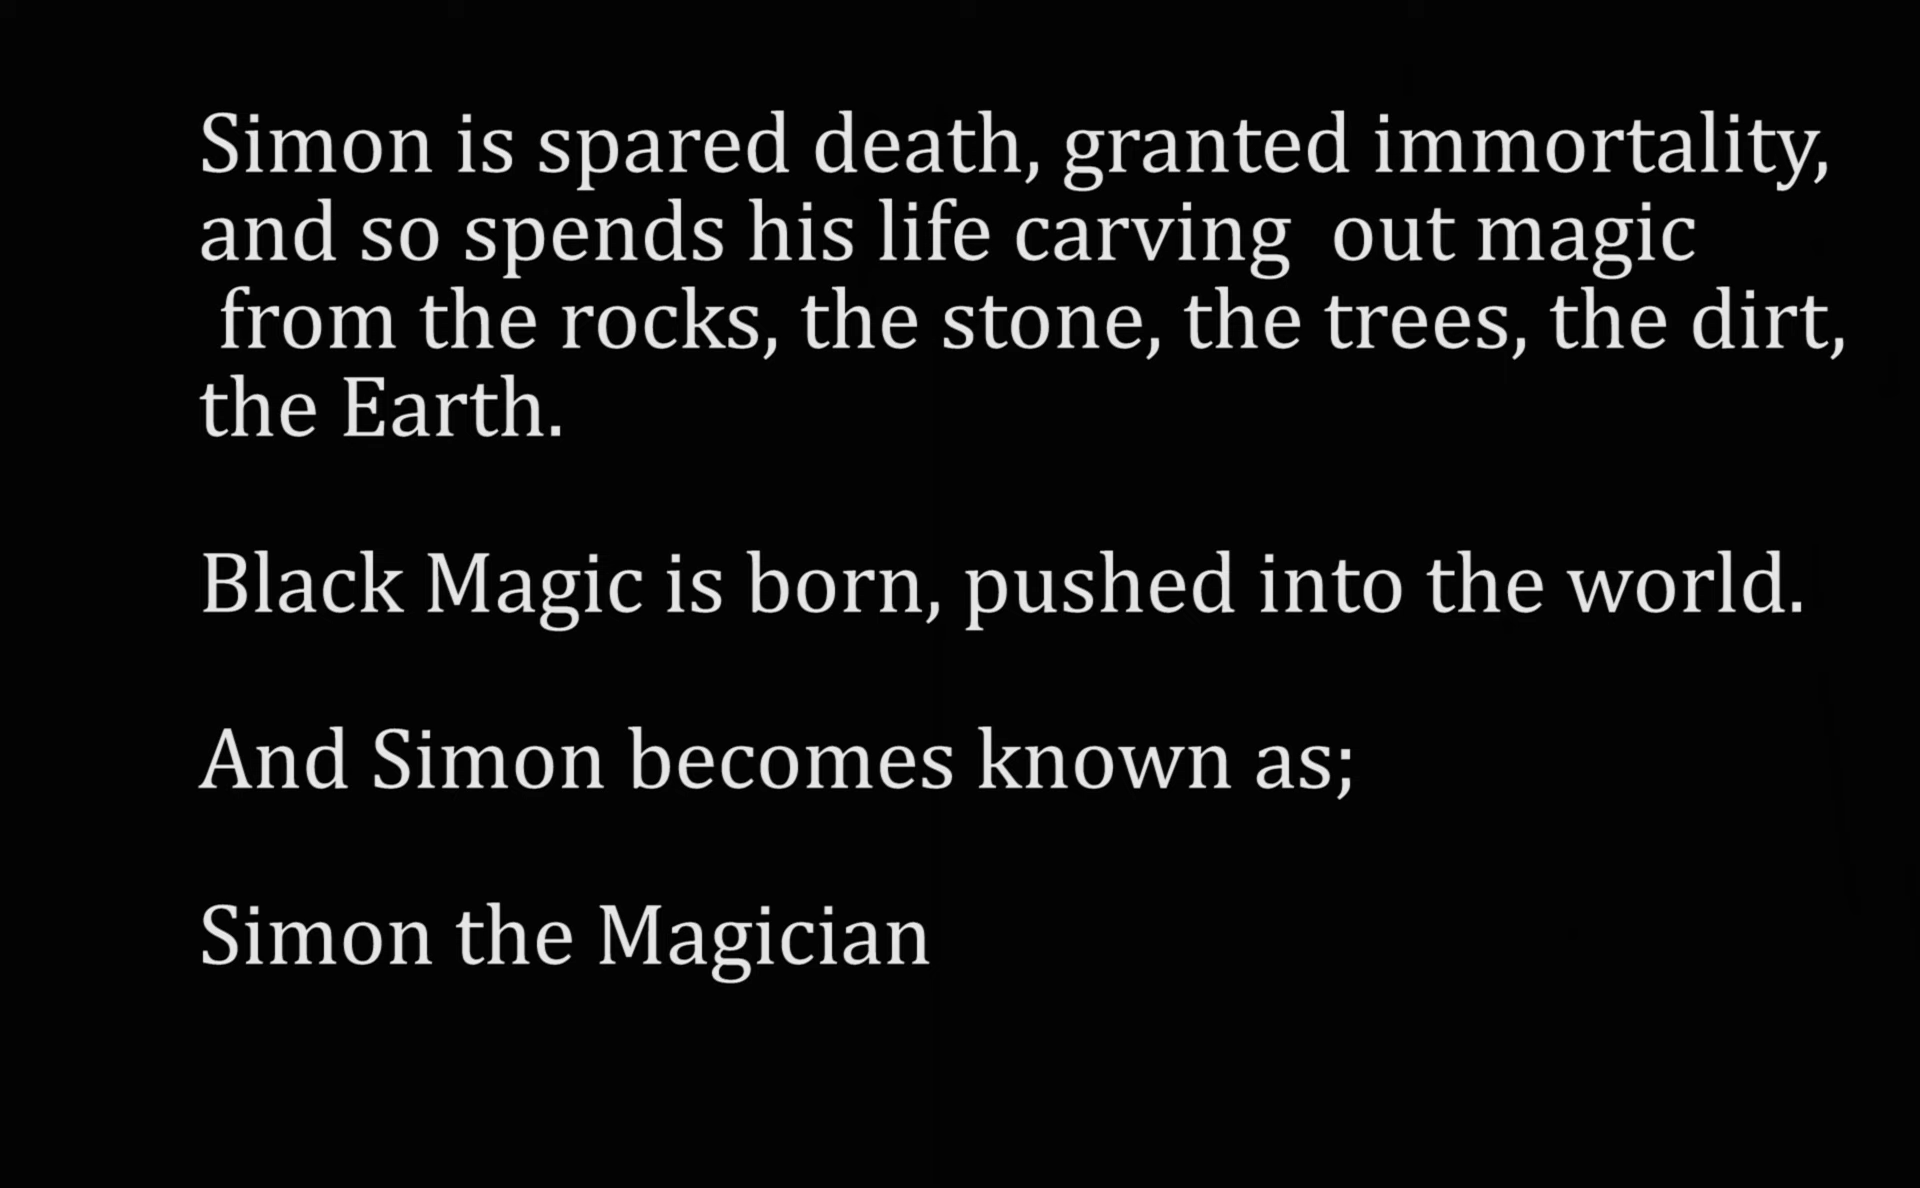 Simon is spared death, granted immortality,
and so spends his life carving  out magic
 from the rocks, the stone, the trees, the dirt,
the Earth.
Black Magic is born, pushed into the world.
And Simon becomes known as;
Simon the Magician